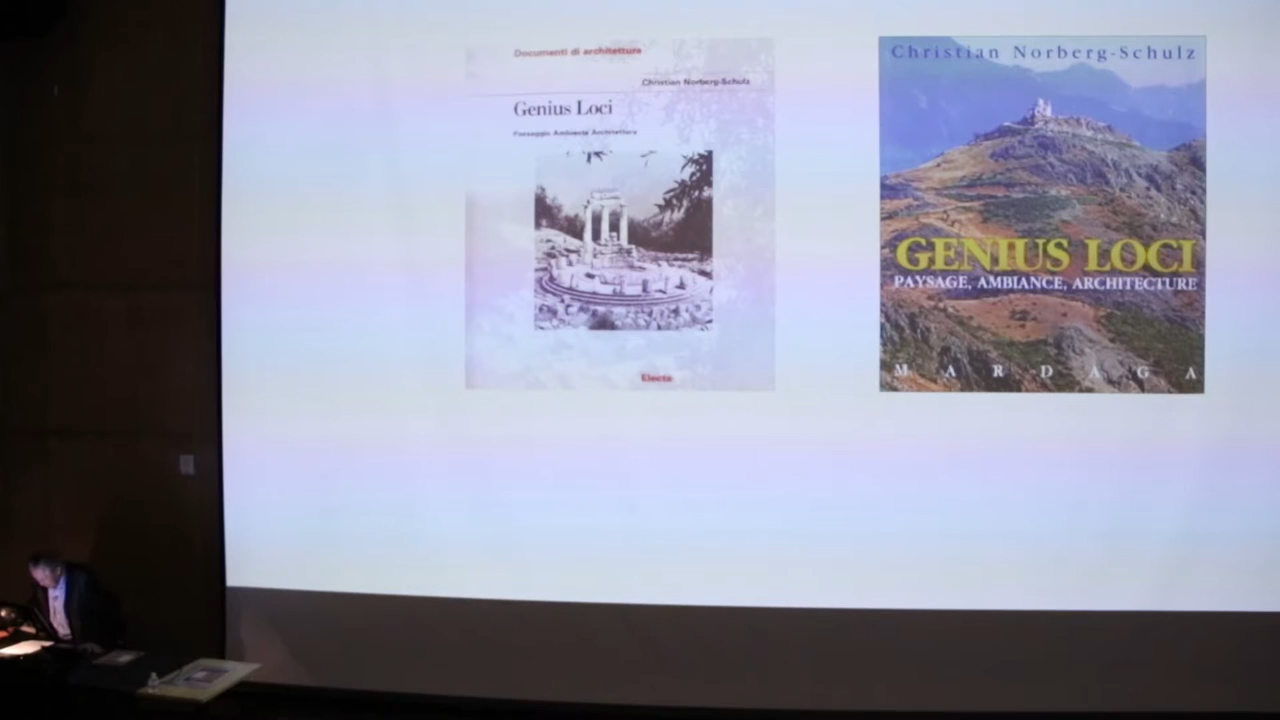 Documenti di architettura
Christian Norberg-Schulz
Genius Loci
Paesaggio Ambiente Architettura
Electa
Christian Norberg-Schulz
GENIUS LOCI
PAYSAGE, AMBIANCE, ARCHITECTURE
MARDAGA